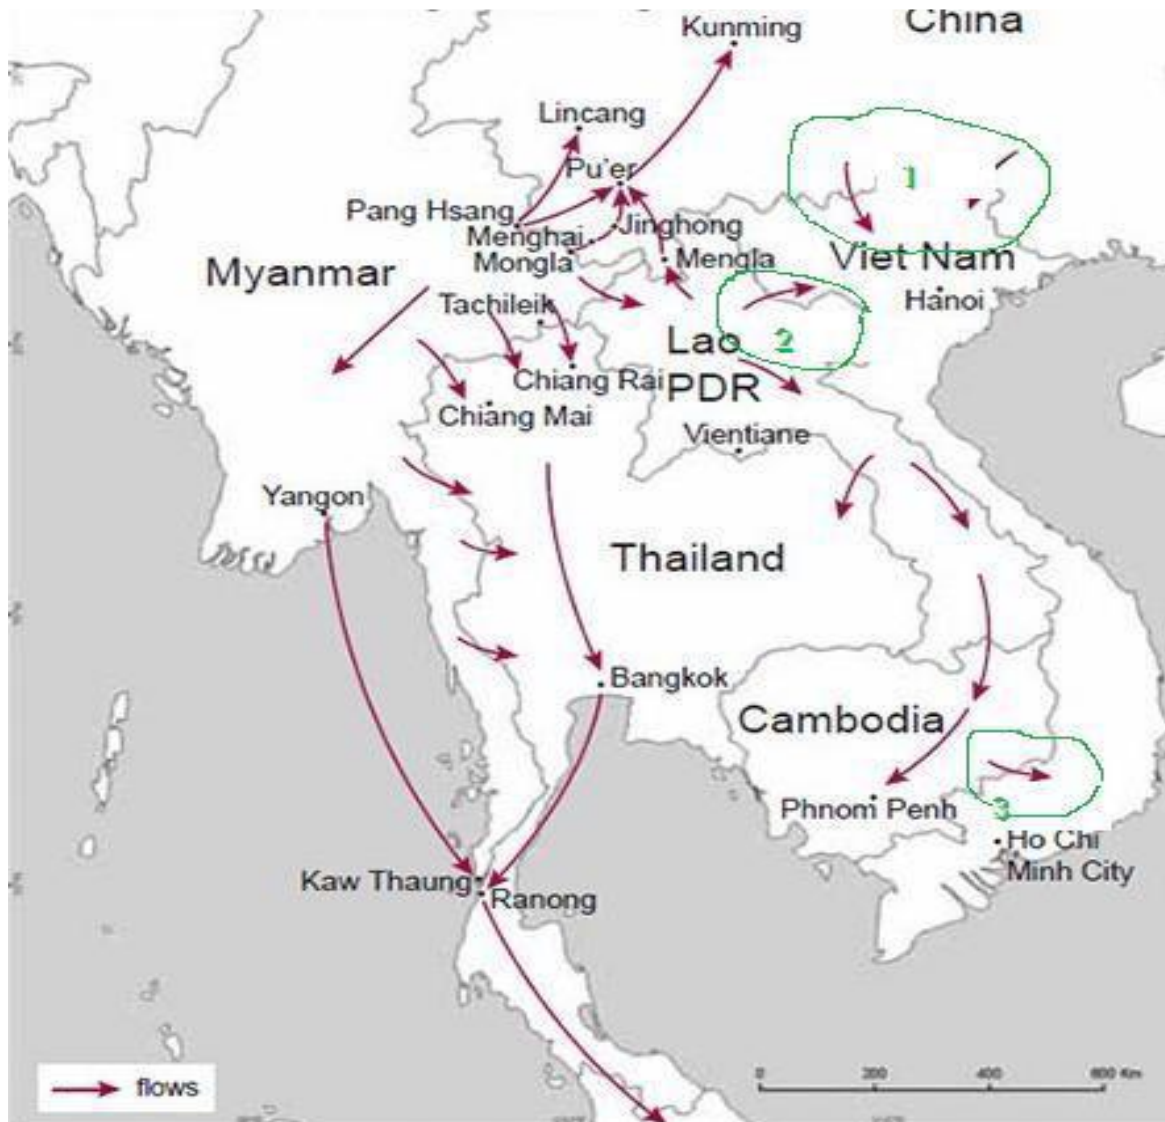 China
Kunming
Lincang
Pu'er
1
Pang Hsang
Jinghong
Menghai
Mongla
Mengla
Viet Nam
Myanmar
Hanoi
Tachileik
2
Lao
PDR
Chiang Rai
Chiang Mai
Vientiane
Yangon
Thailand
Bangkok
Cambodia
Phnom Penh
3
Ho Chi
Minh City
Kaw Thaung
Ranong
flows
0 200 400 600 Km